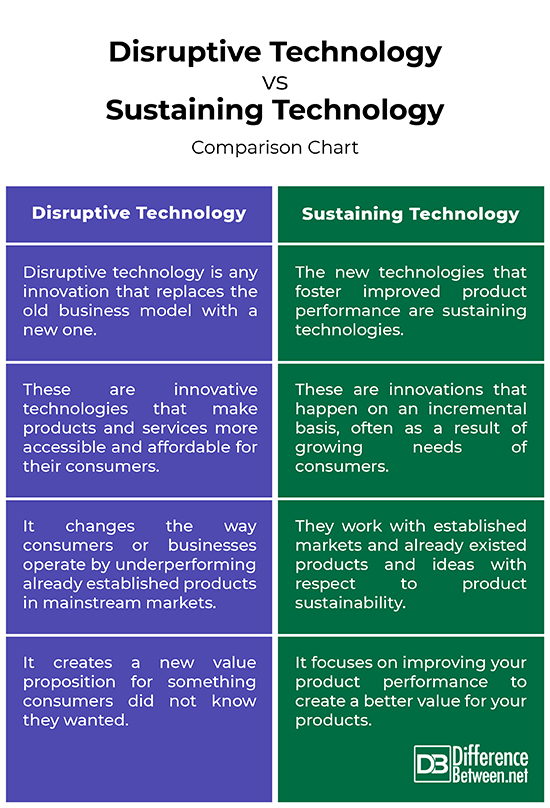 Disruptive Technology
vs
Sustaining Technology
Comparison Chart
Disruptive Technology
Sustaining Technology
Disruptive technology is any
innovation that replaces the
old business model with a
new one.
The new technologies that
foster improved product
performance are sustaining
technologies.
These are innovative
technologies that make
products and services more
accessible and affordable for
their consumers.
These are innovations that
happen on an incremental
basis, often as a result of
growing needs of
consumers.
It changes the way
consumers or businesses
operate by underperforming
already established products
in mainstream markets.
They work with established
markets and already existed
products and ideas with
respect to product
sustainability.
It creates a new value
proposition for something
consumers did not know
they wanted.
It focuses on improving your
product performance to
create a better value for your
products.
DB Difference
Between.net